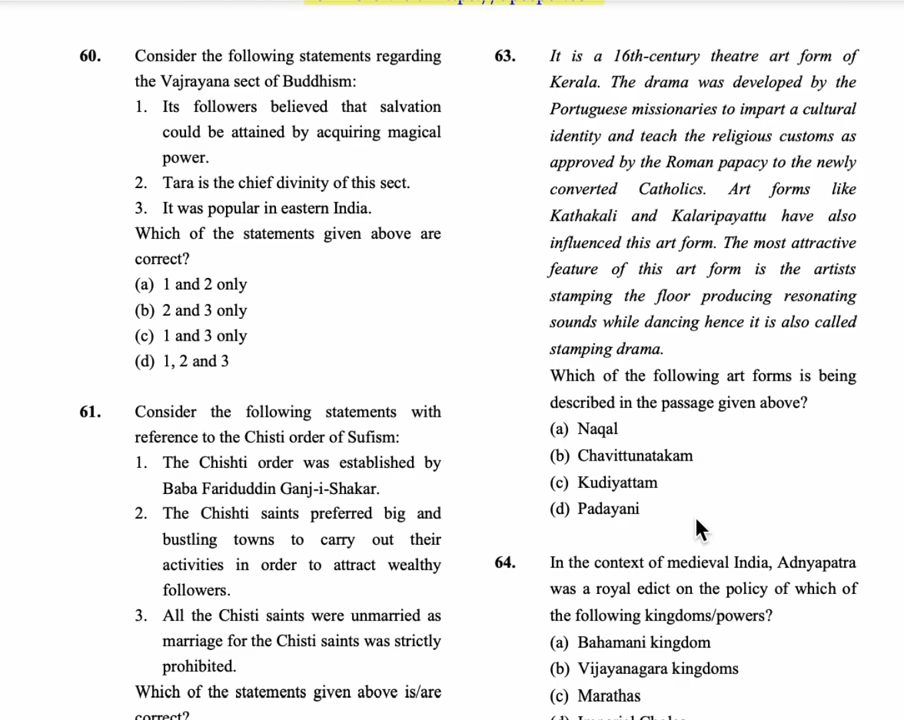 60. Consider the following statements regarding
the Vajrayana sect of Buddhism:
1. Its followers believed that salvation
could be attained by acquiring magical
power.
2. Tara is the chief divinity of this sect.
3. It was popular in eastern India.
Which of the statements given above are
correct?
(a) 1 and 2 only
(b) 2 and 3 only
(c) 1 and 3 only
(d) 1, 2 and 3
61. Consider the following statements with
reference to the Chisti order of Sufism:
1. The Chishti order was established by
Baba Fariduddin Ganj-i-Shakar.
2. The Chishti saints preferred big and
bustling towns to carry out their
activities in order to attract wealthy
followers.
3. All the Chisti saints were unmarried as
marriage for the Chisti saints was strictly
prohibited.
Which of the statements given above is/are
correct?
63. It is a 16th-century theatre art form of
Kerala. The drama was developed by the
Portuguese missionaries to impart a cultural
identity and teach the religious customs as
approved by the Roman papacy to the newly
converted Catholics. Art forms like
Kathakali and Kalaripayattu have also
influenced this art form. The most attractive
feature of this art form is the artists
stamping the floor producing resonating
sounds while dancing hence it is also called
stamping drama.
Which of the following art forms is being
described in the passage given above?
(a) Naqal
(b) Chavittunatakam
(c) Kudiyattam
(d) Padayani
64. In the context of medieval India, Adnyapatra
was a royal edict on the policy of which of
the following kingdoms/powers?
(a) Bahamani kingdom
(b) Vijayanagara kingdoms
(c) Marathas